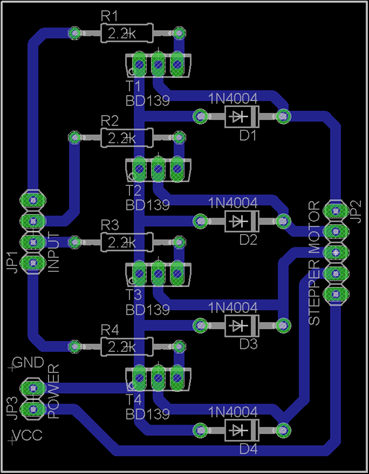 R1
2.2k
T1
BD139
1N4004
D1
R2
2.2k
T2
BD139
1N4004
D2
JP1
INPUT
JP2
STEPPER MOTOR
R3
2.2k
T3
BD139
1N4004
D3
R4
2.2k
T4
BD139
1N4004
D4
GND
JP3
POWER
VCC